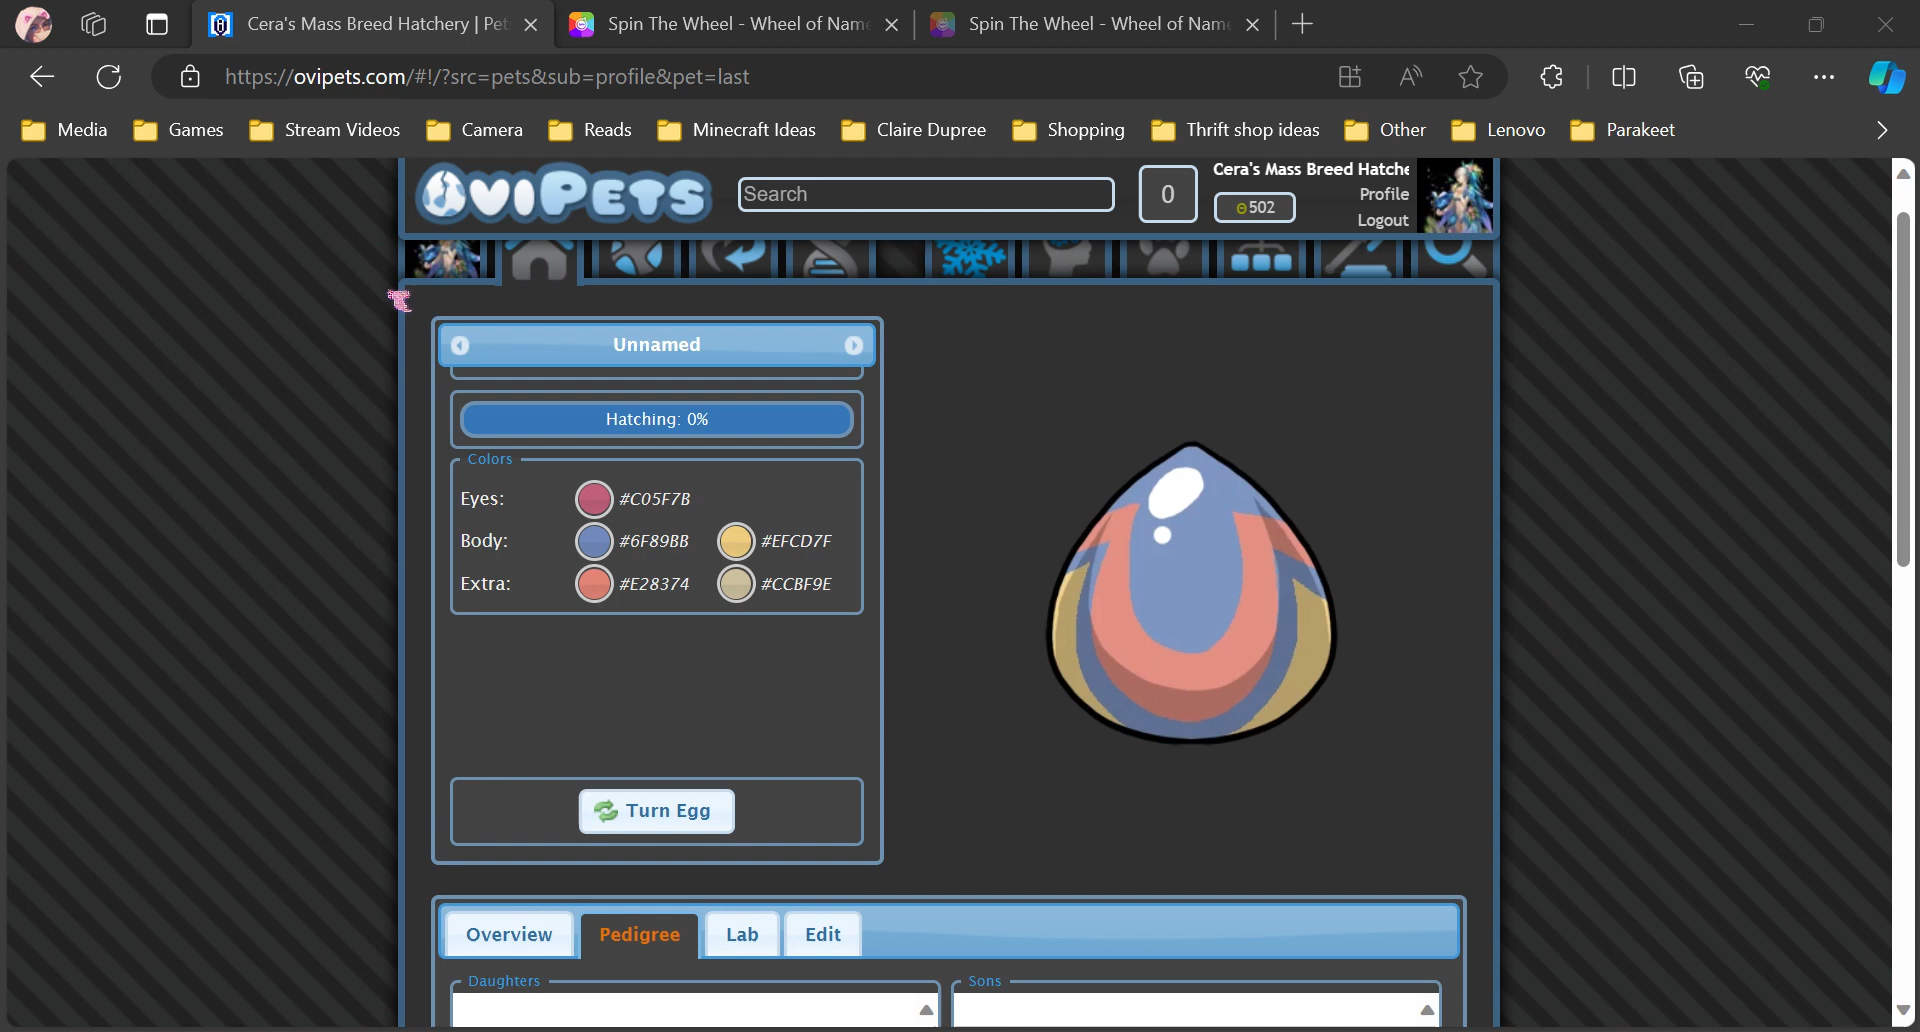 Cera's Mass Breed Hatchery | Pet
Spin The Wheel - Wheel of Name
Spin The Wheel - Wheel of Name
https://ovipets.com/#!/?src=pets&sub=profile&pet=last
Media
Games
Stream Videos
Camera
Reads
Minecraft Ideas
Claire Dupree
Shopping
Thrift shop ideas
Other
Lenovo
Parakeet
OviPets
Search
0
Cera's Mass Breed Hatche
502
Profile
Logout
Unnamed
Hatching: 0%
Colors
Eyes: #C05F7B
Body: #6F89BB #EFCD7F
Extra: #E28374 #CCBF9E
Turn Egg
Overview
Pedigree
Lab
Edit
Daughters
Sons